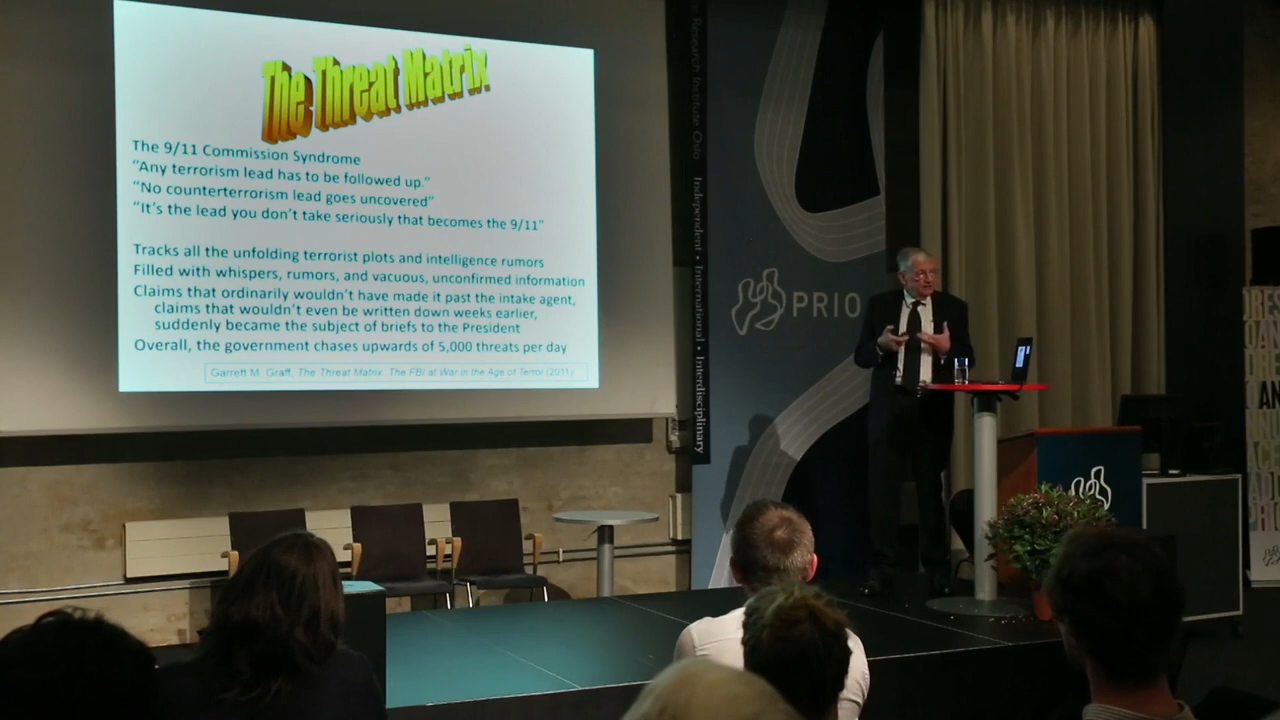 The Threat Matrix
The 9/11 Commission Syndrome
“Any terrorism lead has to be followed up.”
“No counterterrorism lead goes uncovered”
“It’s the lead you don’t take seriously that becomes the 9/11”
Tracks all the unfolding terrorist plots and intelligence rumors
Filled with whispers, rumors, and vacuous, unconfirmed information
Claims that ordinarily wouldn’t have made it past the intake agent,
claims that wouldn’t even be written down weeks earlier,
suddenly became the subject of briefs to the President
Overall, the government chases upwards of 5,000 threats per day
Garrett M. Graff, The Threat Matrix: The FBI at War in the Age of Terror (2011)
Research Institute Oslo Independent • International • Interdisciplinary
PRIO